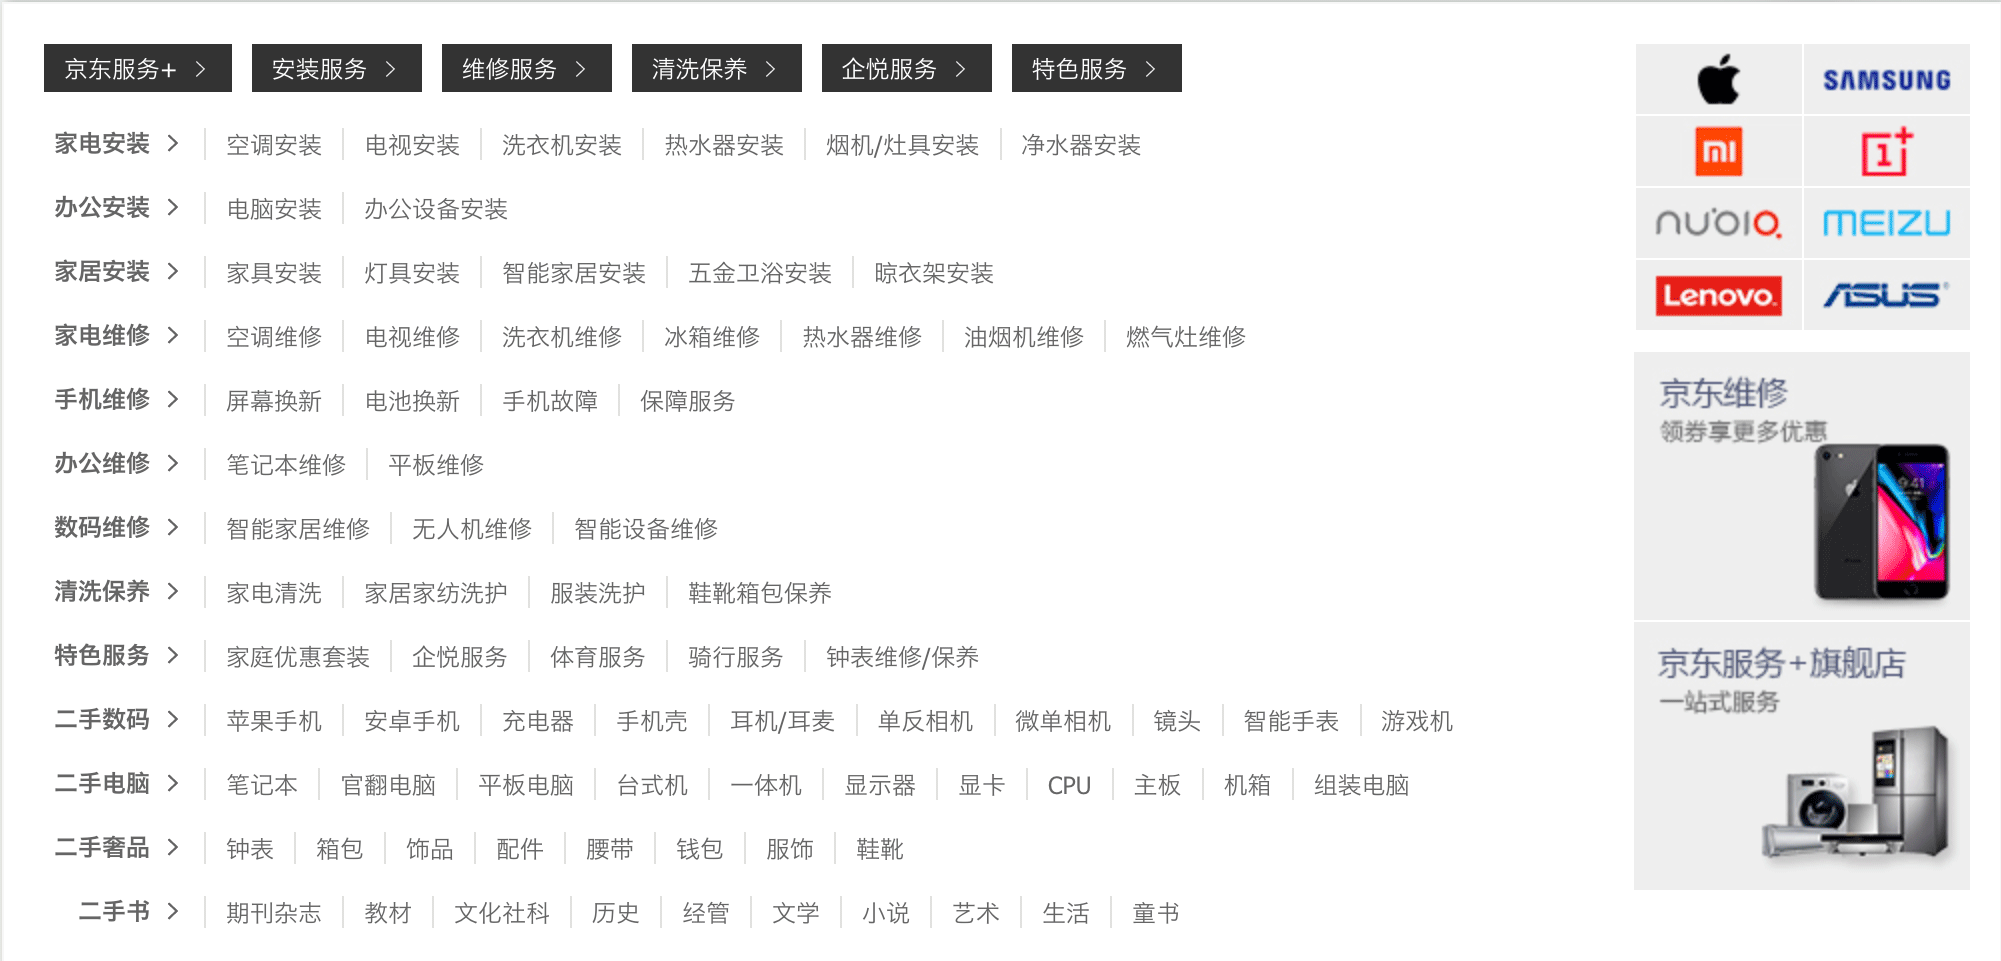 京东服务+ > 安装服务 > 维修服务 > 清洗保养 > 企悦服务 > 特色服务 >
家电安装 > 空调安装 电视安装 洗衣机安装 热水器安装 烟机/灶具安装 净水器安装
办公安装 > 电脑安装 办公设备安装
家居安装 > 家具安装 灯具安装 智能家居安装 五金卫浴安装 晾衣架安装
家电维修 > 空调维修 电视维修 洗衣机维修 冰箱维修 热水器维修 油烟机维修 燃气灶维修
手机维修 > 屏幕换新 电池换新 手机故障 保障服务
办公维修 > 笔记本维修 平板维修
数码维修 > 智能家居维修 无人机维修 智能设备维修
清洗保养 > 家电清洗 家居家纺洗护 服装洗护 鞋靴箱包保养
特色服务 > 家庭优惠套装 企悦服务 体育服务 骑行服务 钟表维修/保养
二手数码 > 苹果手机 安卓手机 充电器 手机壳 耳机/耳麦 单反相机 微单相机 镜头 智能手表 游戏机
二手电脑 > 笔记本 官翻电脑 平板电脑 台式机 一体机 显示器 显卡 CPU 主板 机箱 组装电脑
二手奢品 > 钟表 箱包 饰品 配件 腰带 钱包 服饰 鞋靴
二手书 > 期刊杂志 教材 文化社科 历史 经管 文学 小说 艺术 生活 童书
SAMSUNG
mi 1+
nubia MEIZU
Lenovo. ASUS®
京东维修
领券享更多优惠
9:41
京东服务+旗舰店
一站式服务